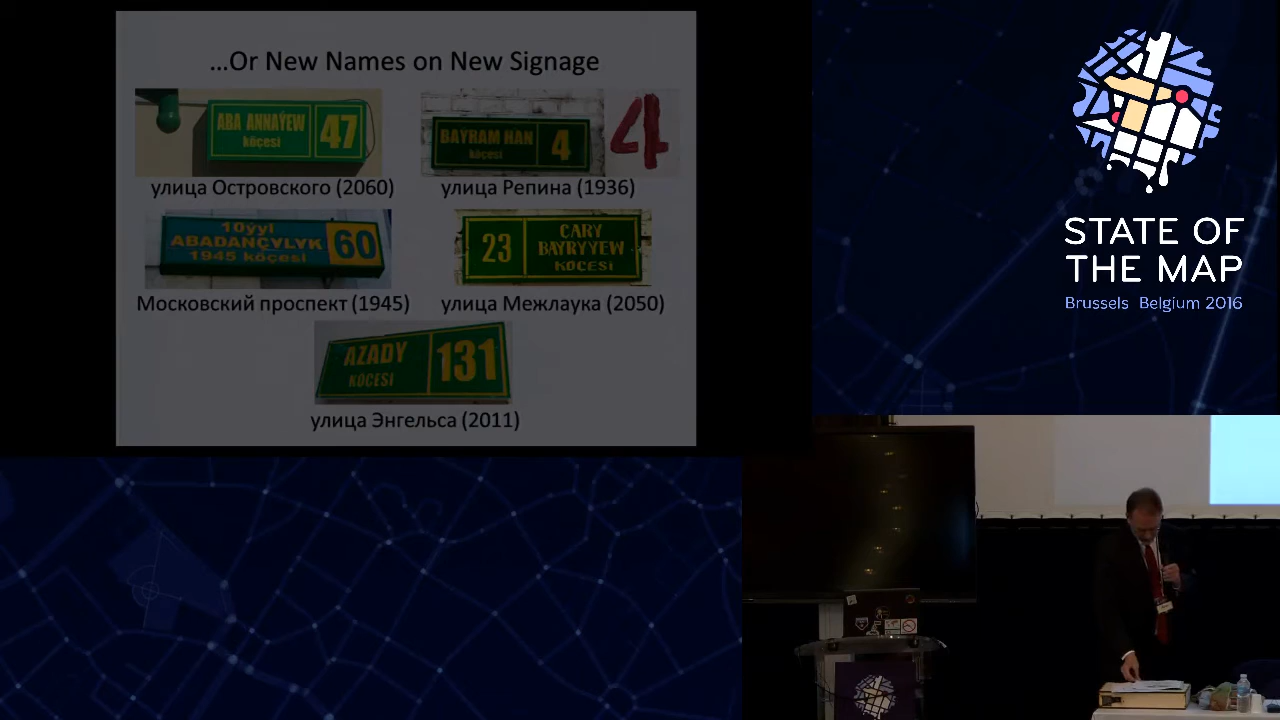 ...Or New Names on New Signage
ABA ANNAÝEW
köçesi
47
BAYRAM HAN
köçesi
4
4
улица Островского (2060)
улица Репина (1936)
10ýyl
ABADANÇYLYK
1945 köçesi
60
23
CARY
BAYRYYEW
KÖÇESi
Московский проспект (1945)
улица Межлаука (2050)
AZADY
KÖÇESI
131
улица Энгельса (2011)
STATE OF
THE MAP
Brussels Belgium 2016